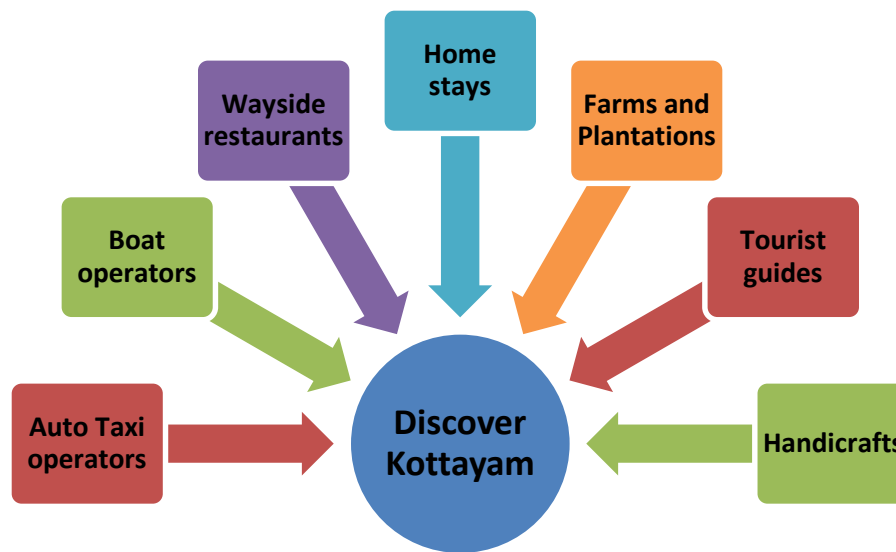 Home
stays
Wayside
restaurants
Farms and
Plantations
Boat
operators
Tourist
guides
Auto Taxi
operators
Discover
Kottayam
Handicrafts